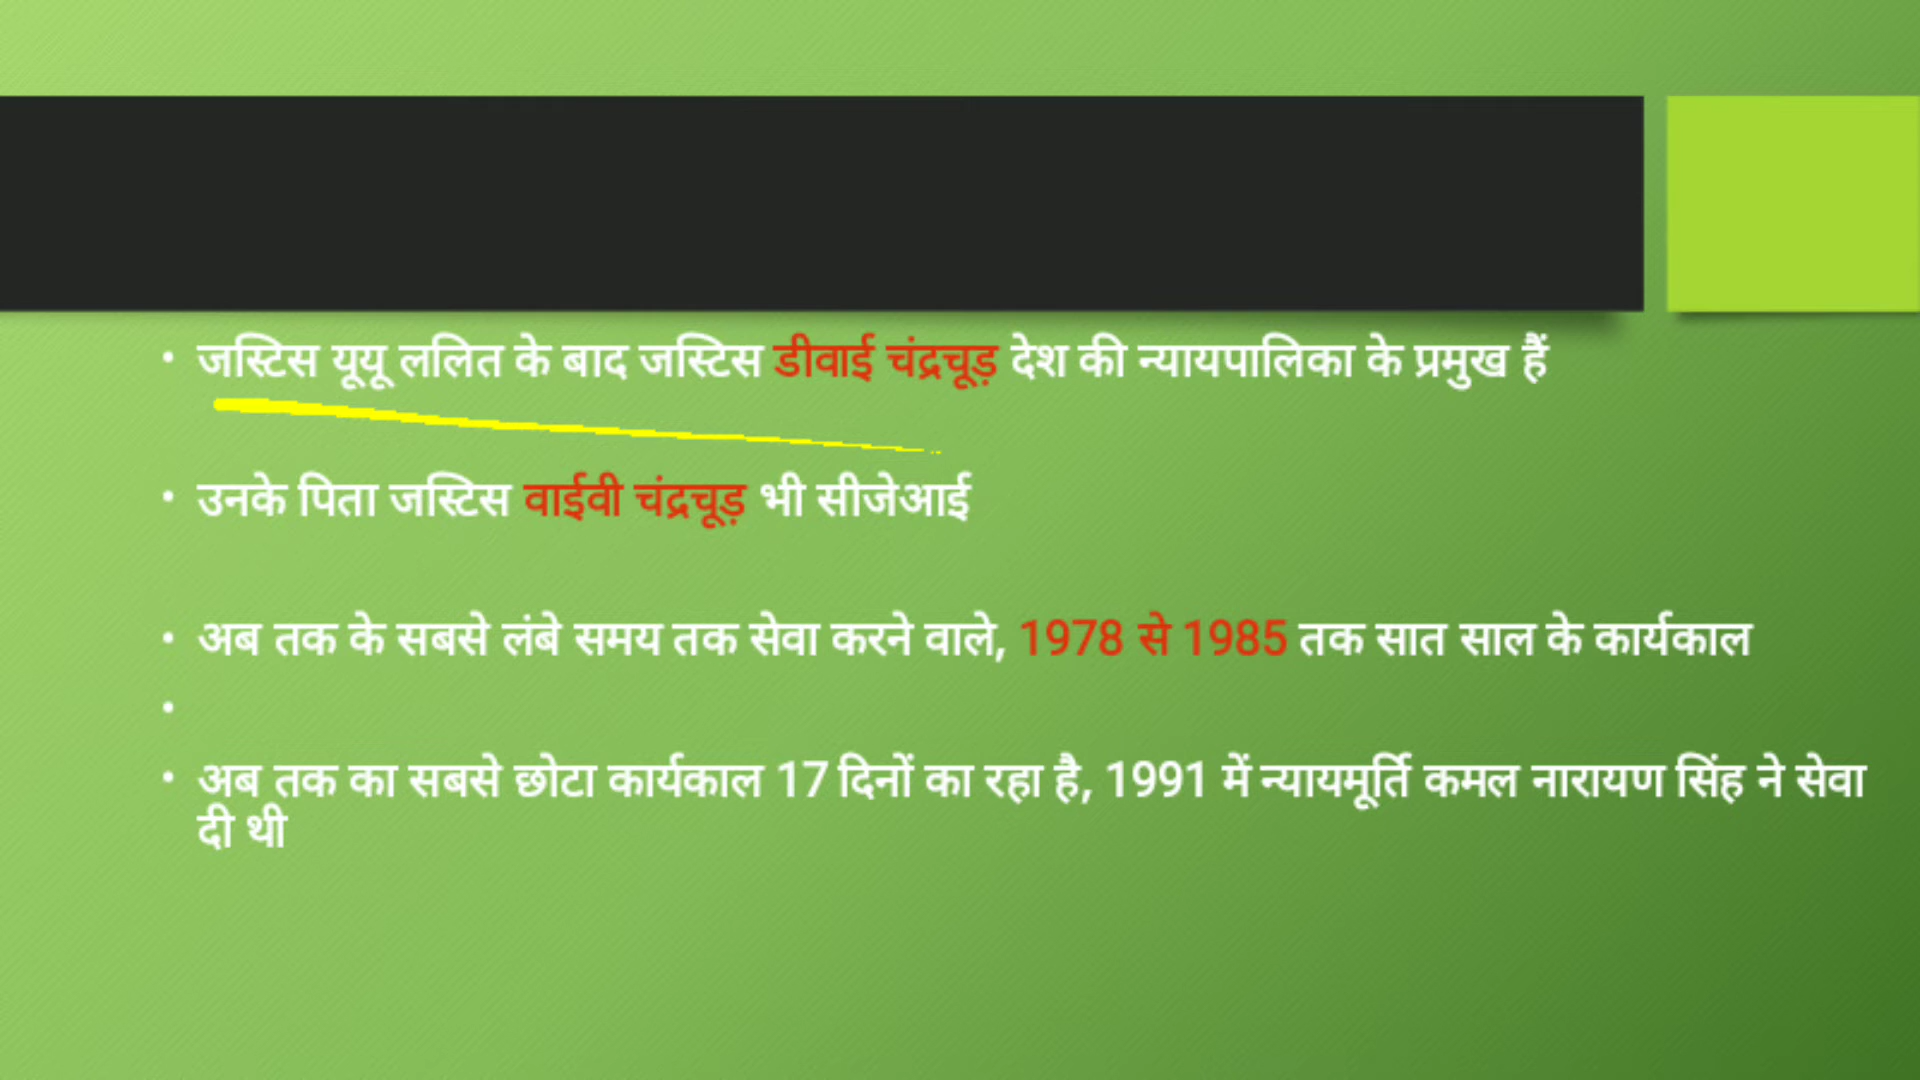 • जस्टिस यूयू ललित के बाद जस्टिस डीवाई चंद्रचूड़ देश की न्यायपालिका के प्रमुख हैं
• उनके पिता जस्टिस वाईवी चंद्रचूड़ भी सीजेआई
• अब तक के सबसे लंबे समय तक सेवा करने वाले, 1978 से 1985 तक सात साल के कार्यकाल
•
• अब तक का सबसे छोटा कार्यकाल 17 दिनों का रहा है, 1991 में न्यायमूर्ति कमल नारायण सिंह ने सेवा
दी थी